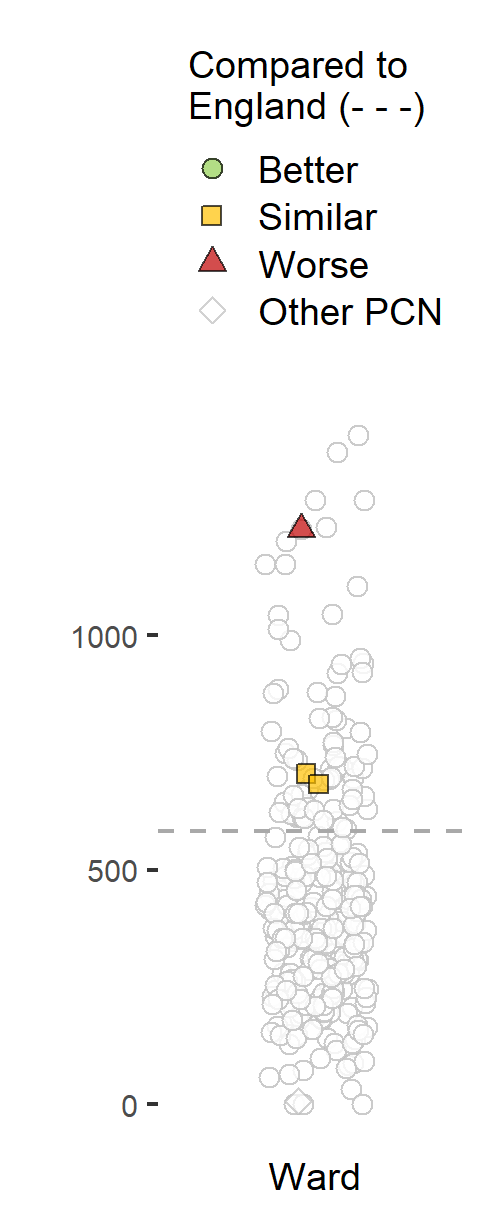 Compared to
England (- - -)
Better
Similar
Worse
Other PCN
1000
500
0
Ward